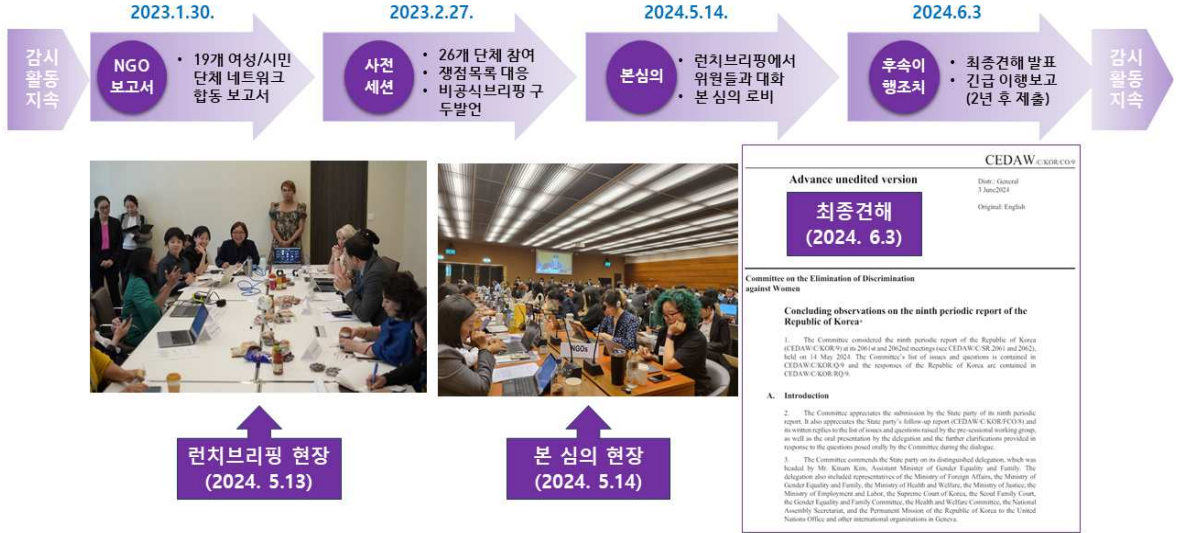 2023.1.30.
2023.2.27.
2024.5.14.
2024.6.3
감시
활동
지속
NGO
보고서
• 19개 여성/시민
단체 네트워크
합동 보고서
사전
세션
• 26개 단체 참여
• 쟁점목록 대응
• 비공식브리핑 구
두발언
본심의
• 런치브리핑에서
위원들과 대화
• 본 심의 로비
후속이
행조치
• 최종견해 발표
• 긴급 이행보고
(2년 후 제출)
감시
활동
지속
NGOs
런치브리핑 현장
(2024. 5.13)
본 심의 현장
(2024. 5.14)
CEDAW/C/KOR/CO/9
Advance unedited version
Distr.: General
3 June2024
Original: English
최종견해
(2024. 6.3)
Committee on the Elimination of Discrimination
against Women
Concluding observations on the ninth periodic report of the
Republic of Korea*
1. The Committee considered the ninth periodic report of the Republic of Korea
(CEDAW/C/KOR/9) at its 2061st and 2062nd meetings (see CEDAW/C/SR.2061 and 2062),
held on 14 May 2024. The Committee's list of issues and questions is contained in
CEDAW/C/KOR/Q/9 and the responses of the Republic of Korea are contained in
CEDAW/C/KOR/RQ/9.
A. Introduction
2. The Committee appreciates the submission by the State party of its ninth periodic
report. It also appreciates the State party's follow-up report (CEDAW/C/KOR/FCO/8) and
its written replies to the list of issues and questions raised by the pre-sessional working group,
as well as the oral presentation by the delegation and the further clarifications provided in
response to the questions posed orally by the Committee during the dialogue.
3. The Committee commends the State party on its distinguished delegation, which was
headed by Mr. Kinam Kim, Assistant Minister of Gender Equality and Family. The
delegation also included representatives of the Ministry of Foreign Affairs, the Ministry of
Gender Equality and Family, the Ministry of Health and Welfare, the Ministry of Justice, the
Ministry of Employment and Labor, the Supreme Court of Korea, the Seoul Family Court,
the Gender Equality and Family Committee, the Health and Welfare Committee, the National
Assembly Secretariat, and the Permanent Mission of the Republic of Korea to the United
Nations Office and other international organizations in Geneva.